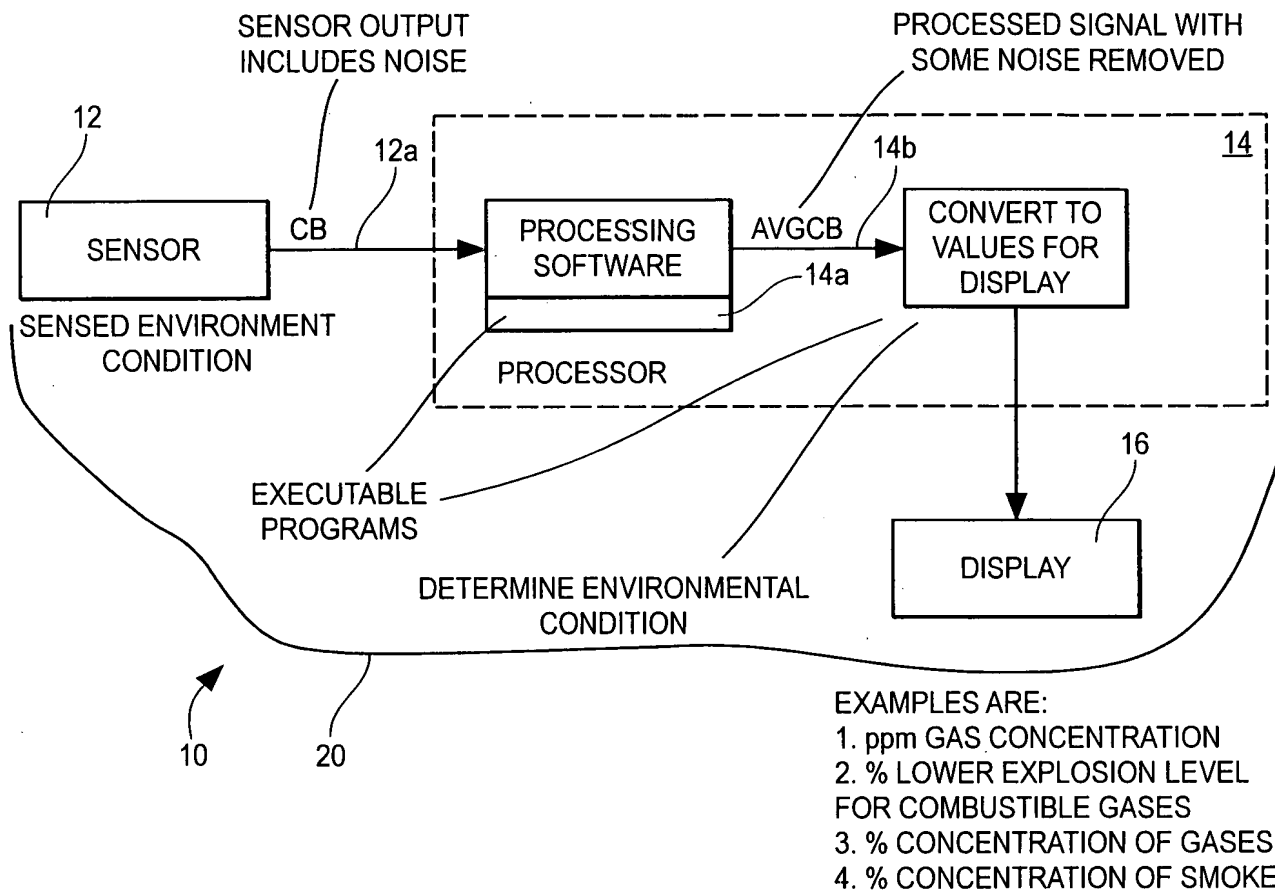 SENSOR OUTPUT
INCLUDES NOISE
PROCESSED SIGNAL WITH
SOME NOISE REMOVED
12
12a
14
14b
SENSOR
CB
PROCESSING
SOFTWARE
AVGCB
CONVERT TO
VALUES FOR
DISPLAY
14a
SENSED ENVIRONMENT
CONDITION
PROCESSOR
16
EXECUTABLE
PROGRAMS
DISPLAY
DETERMINE ENVIRONMENTAL
CONDITION
10
20
EXAMPLES ARE:
1. ppm GAS CONCENTRATION
2. % LOWER EXPLOSION LEVEL
FOR COMBUSTIBLE GASES
3. % CONCENTRATION OF GASES
4. % CONCENTRATION OF SMOKE